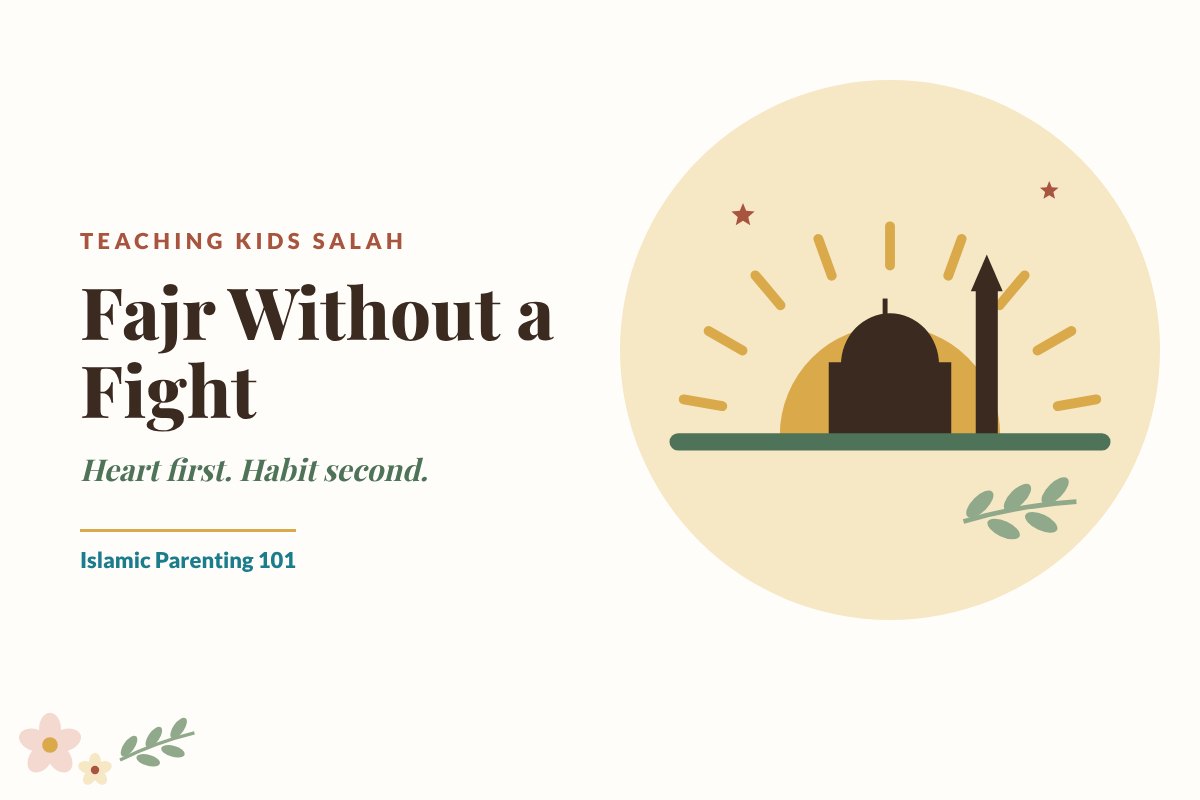 TEACHING KIDS SALAH
Fajr Without a
Fight
Heart first. Habit second.
Islamic Parenting 101